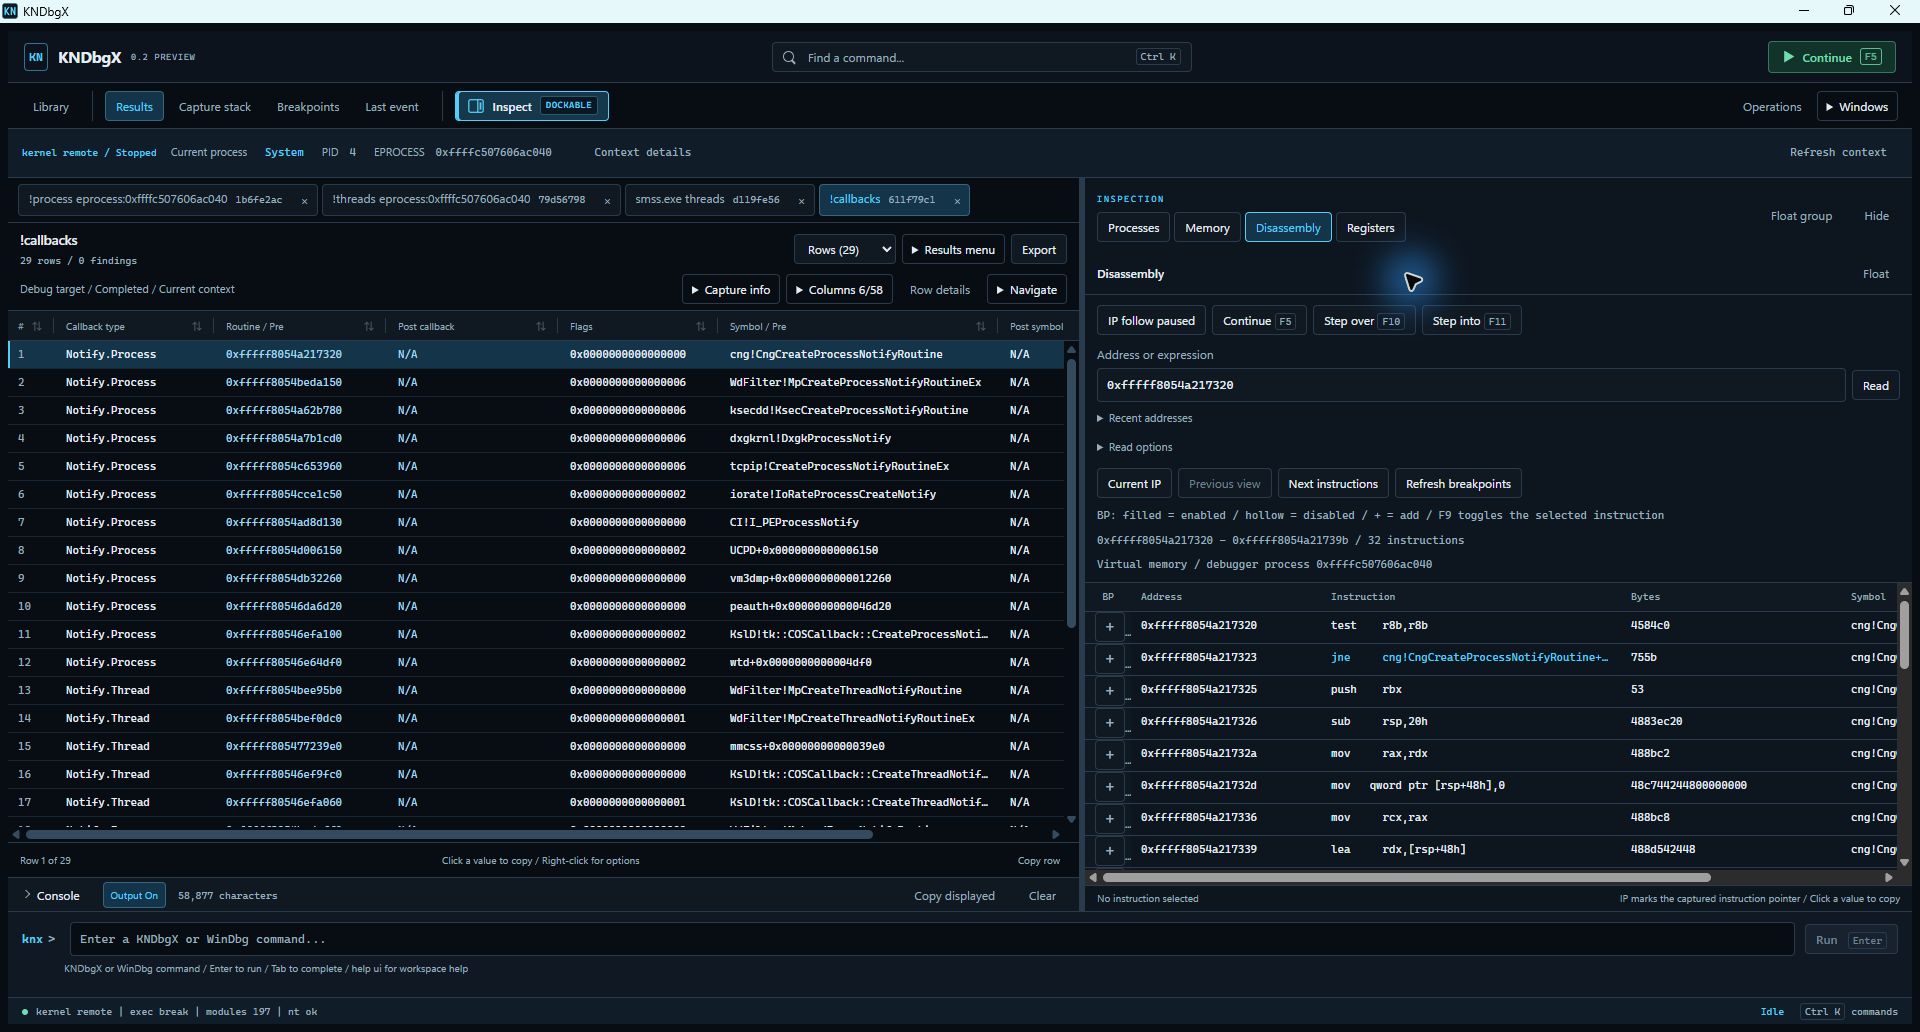 KN KNDbgX
KN KNDbgX 0.2 PREVIEW
Find a command... Ctrl K
Continue F5
Library Results Capture stack Breakpoints Last event Inspect DOCKABLE Operations Windows
kernel remote / Stopped Current process System PID 4 EPROCESS 0xffffc507606ac040 Context details Refresh context
!process eprocess:0xffffc507606ac040 1b6fe2ac × !threads eprocess:0xffffc507606ac040 79d56798 × smss.exe threads d119fe56 × !callbacks 611f79c1 ×
!callbacks
29 rows / 0 findings
Rows (29) Results menu Export
Debug target / Completed / Current context
Capture info Columns 6/58 Row details Navigate
# Callback type Routine / Pre Post callback Flags Symbol / Pre Post symbol
1 Notify.Process 0xfffff8054a217320 N/A 0x0000000000000000 cng!CngCreateProcessNotifyRoutine N/A
2 Notify.Process 0xfffff8054beda150 N/A 0x0000000000000006 WdFilter!MpCreateProcessNotifyRoutineEx N/A
3 Notify.Process 0xfffff8054a62b780 N/A 0x0000000000000006 ksecdd!KsecCreateProcessNotifyRoutine N/A
4 Notify.Process 0xfffff8054a7b1cd0 N/A 0x0000000000000006 dxgkrnl!DxgkProcessNotify N/A
5 Notify.Process 0xfffff8054c653960 N/A 0x0000000000000006 tcpip!CreateProcessNotifyRoutineEx N/A
6 Notify.Process 0xfffff8054cce1c50 N/A 0x0000000000000002 iorate!IoRateProcessCreateNotify N/A
7 Notify.Process 0xfffff8054ad8d130 N/A 0x0000000000000000 CI!I_PEProcessNotify N/A
8 Notify.Process 0xfffff8054d006150 N/A 0x0000000000000002 UCPD+0x0000000000006150 N/A
9 Notify.Process 0xfffff8054db32260 N/A 0x0000000000000000 vm3dmp+0x0000000000012260 N/A
10 Notify.Process 0xfffff80546da6d20 N/A 0x0000000000000000 peauth+0x0000000000046d20 N/A
11 Notify.Process 0xfffff80546efa100 N/A 0x0000000000000002 KslD!tk::COSCallback::CreateProcessNoti… N/A
12 Notify.Process 0xfffff80546e64df0 N/A 0x0000000000000002 wtd+0x0000000000004df0 N/A
13 Notify.Thread 0xfffff8054bee95b0 N/A 0x0000000000000000 WdFilter!MpCreateThreadNotifyRoutine N/A
14 Notify.Thread 0xfffff8054bef0dc0 N/A 0x0000000000000001 WdFilter!MpCreateThreadNotifyRoutineEx N/A
15 Notify.Thread 0xfffff805477239e0 N/A 0x0000000000000000 mmcss+0x00000000000039e0 N/A
16 Notify.Thread 0xfffff80546ef9fc0 N/A 0x0000000000000000 KslD!tk::COSCallback::CreateThreadNotif… N/A
17 Notify.Thread 0xfffff80546efa060 N/A 0x0000000000000001 KslD!tk::COSCallback::CreateThreadNotif… N/A
Row 1 of 29 Click a value to copy / Right-click for options Copy row
Console Output On 58,877 characters Copy displayed Clear
INSPECTION
Processes Memory Disassembly Registers Float group Hide
Disassembly Float
IP follow paused Continue F5 Step over F10 Step into F11
Address or expression
0xfffff8054a217320 Read
Recent addresses
Read options
Current IP Previous view Next instructions Refresh breakpoints
BP: filled = enabled / hollow = disabled / + = add / F9 toggles the selected instruction
0xfffff8054a217320 - 0xfffff8054a21739b / 32 instructions
Virtual memory / debugger process 0xffffc507606ac040
BP Address Instruction Bytes Symbol
+ 0xfffff8054a217320 test r8b,r8b 4584c0 cng!Cng
+ 0xfffff8054a217323 jne cng!CngCreateProcessNotifyRoutine+… 755b cng!Cng
+ 0xfffff8054a217325 push rbx 53 cng!Cng
+ 0xfffff8054a217326 sub rsp,20h 4883ec20 cng!Cng
+ 0xfffff8054a21732a mov rax,rdx 488bc2 cng!Cng
+ 0xfffff8054a21732d mov qword ptr [rsp+48h],0 48c744244800000000 cng!Cng
+ 0xfffff8054a217336 mov rcx,rax 488bc8 cng!Cng
+ 0xfffff8054a217339 lea rdx,[rsp+48h] 488d542448 cng!Cng
No instruction selected IP marks the captured instruction pointer / Click a value to copy
knx > Enter a KNDbgX or WinDbg command... Run Enter
KNDbgX or WinDbg command / Enter to run / Tab to complete / help ui for workspace help
kernel remote | exec break | modules 197 | nt ok Idle Ctrl K commands